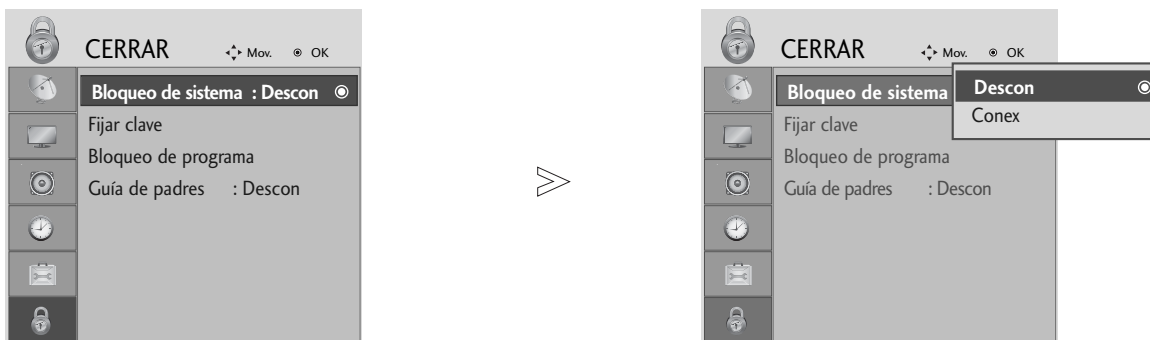 CERRAR Mov. OK
Bloqueo de sistema : Descon
Fijar clave
Bloqueo de programa
Guía de padres : Descon
CERRAR Mov. OK
Bloqueo de sistema
Descon
Conex
Fijar clave
Bloqueo de programa
Guía de padres : Descon